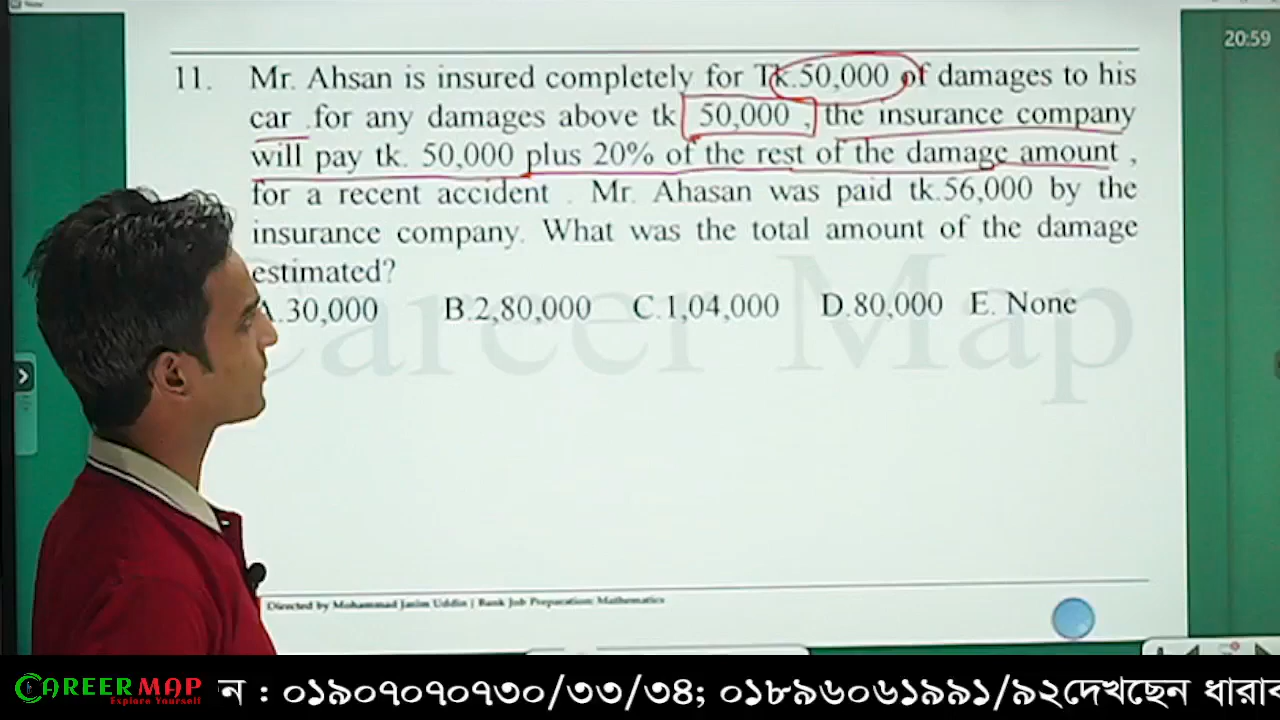 20:59
11. Mr. Ahsan is insured completely for Tk.50,000 of damages to his
car .for any damages above tk 50,000 , the insurance company
will pay tk. 50,000 plus 20% of the rest of the damage amount ,
for a recent accident . Mr. Ahasan was paid tk.56,000 by the
insurance company. What was the total amount of the damage
estimated?
A.30,000 B.2,80,000 C.1,04,000 D.80,000 E. None
Career Map
Directed by Mohammad Jasim Uddin | Bank Job Preparation: Mathematics
CAREER MAP
Explore Yourself
ন : ০১৯০৭০৭০৭৩০/৩৩/৩৪; ০১৮৯৬০৬১৯৯১/৯২দেখছেন ধারাব